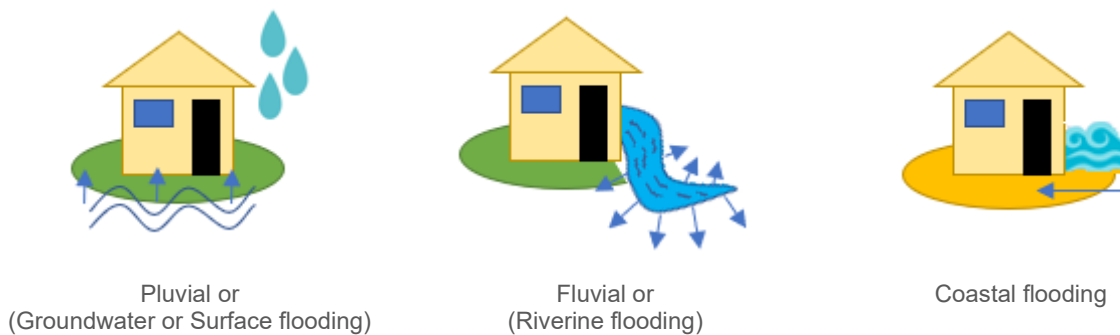 Pluvial or
(Groundwater or Surface flooding)
Fluvial or
(Riverine flooding)
Coastal flooding